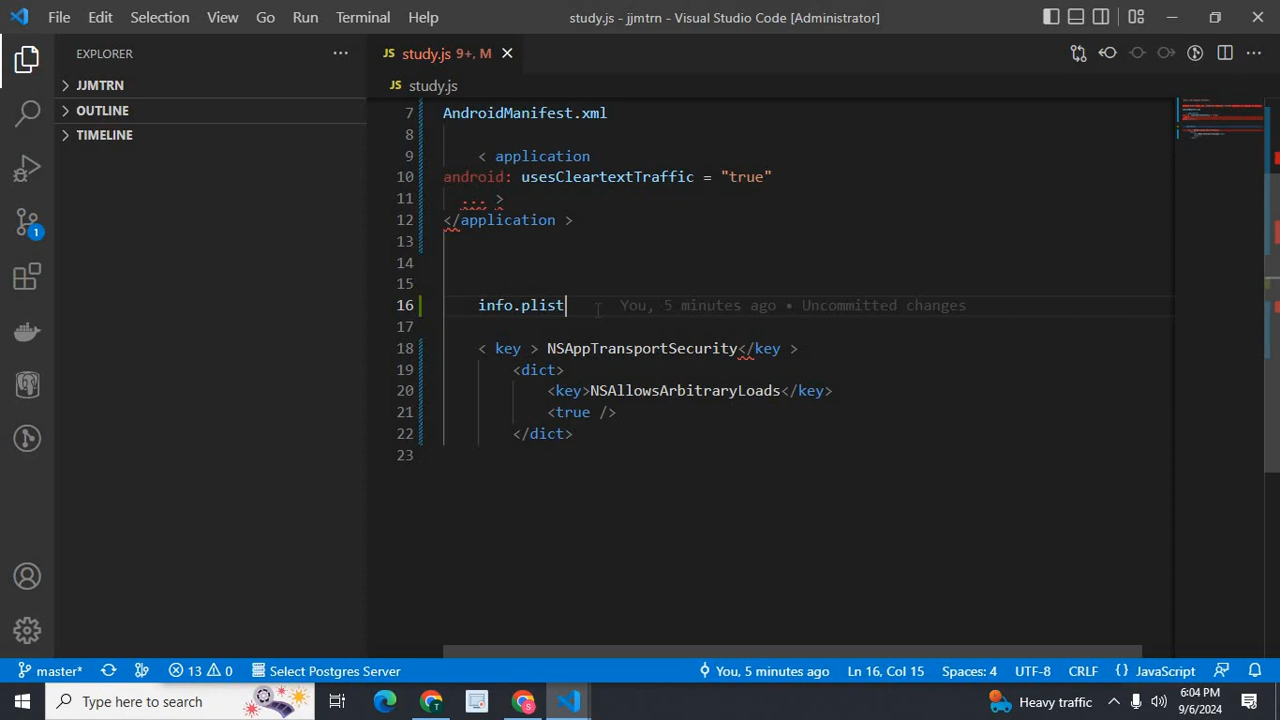 File Edit Selection View Go Run Terminal Help
study.js - jjmtrn - Visual Studio Code [Administrator]
EXPLORER
JJMTRN
OUTLINE
TIMELINE
1
JS study.js 9+, M
JS study.js
7 AndroidManifest.xml
8
9 < application
10 android: usesCleartextTraffic = "true"
11 ... >
12 </application >
13
14
15
16 info.plist You, 5 minutes ago • Uncommitted changes
17
18 < key > NSAppTransportSecurity</key >
19 <dict>
20 <key>NSAllowsArbitraryLoads</key>
21 <true />
22 </dict>
23
master* 13 0 Select Postgres Server You, 5 minutes ago Ln 16, Col 15 Spaces: 4 UTF-8 CRLF {} JavaScript
Type here to search
Heavy traffic
6:04 PM
9/6/2024